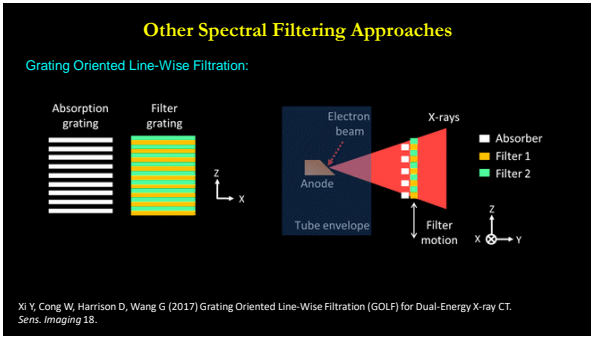 Other Spectral Filtering Approaches
Grating Oriented Line-Wise Filtration:
Absorption
grating
Filter
grating
Z
X
Electron
beam
X-rays
Anode
Tube envelope
Filter
motion
Absorber
Filter 1
Filter 2
Z
X
Y
Xi Y, Cong W, Harrison D, Wang G (2017) Grating Oriented Line-Wise Filtration (GOLF) for Dual-Energy X-ray CT.
Sens. Imaging 18.